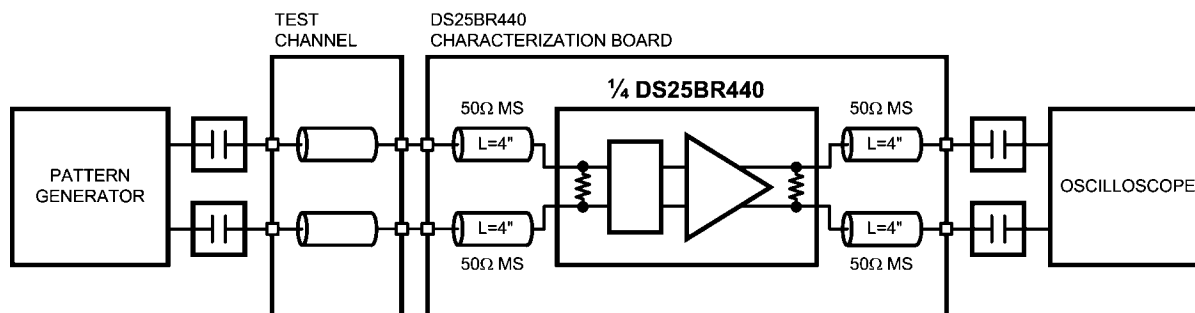 TEST
CHANNEL
DS25BR440
CHARACTERIZATION BOARD
¼ DS25BR440
50Ω MS
50Ω MS
L=4"
L=4"
PATTERN
GENERATOR
OSCILLOSCOPE
L=4"
L=4"
50Ω MS
50Ω MS